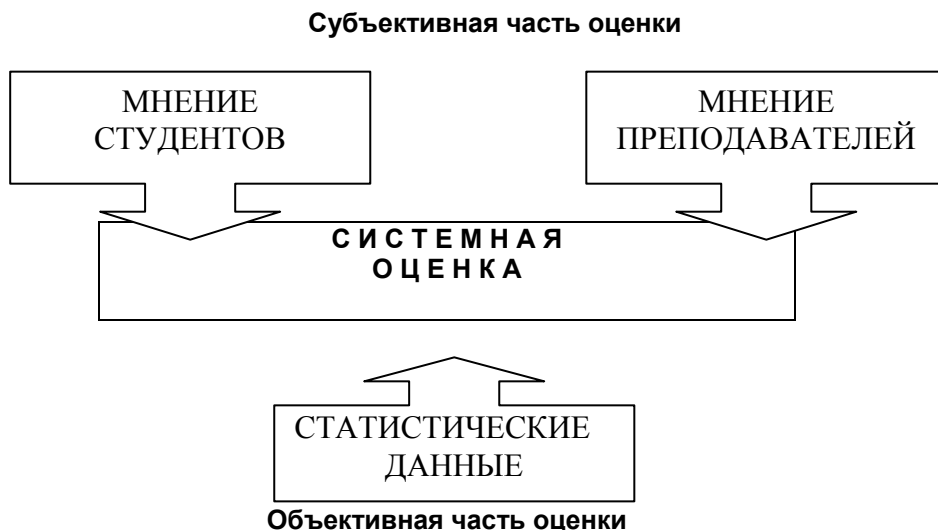 Субъективная часть оценки
МНЕНИЕ
СТУДЕНТОВ
МНЕНИЕ
ПРЕПОДАВАТЕЛЕЙ
С И С Т Е М Н А Я
О Ц Е Н К А
СТАТИСТИЧЕСКИЕ
ДАННЫЕ
Объективная часть оценки